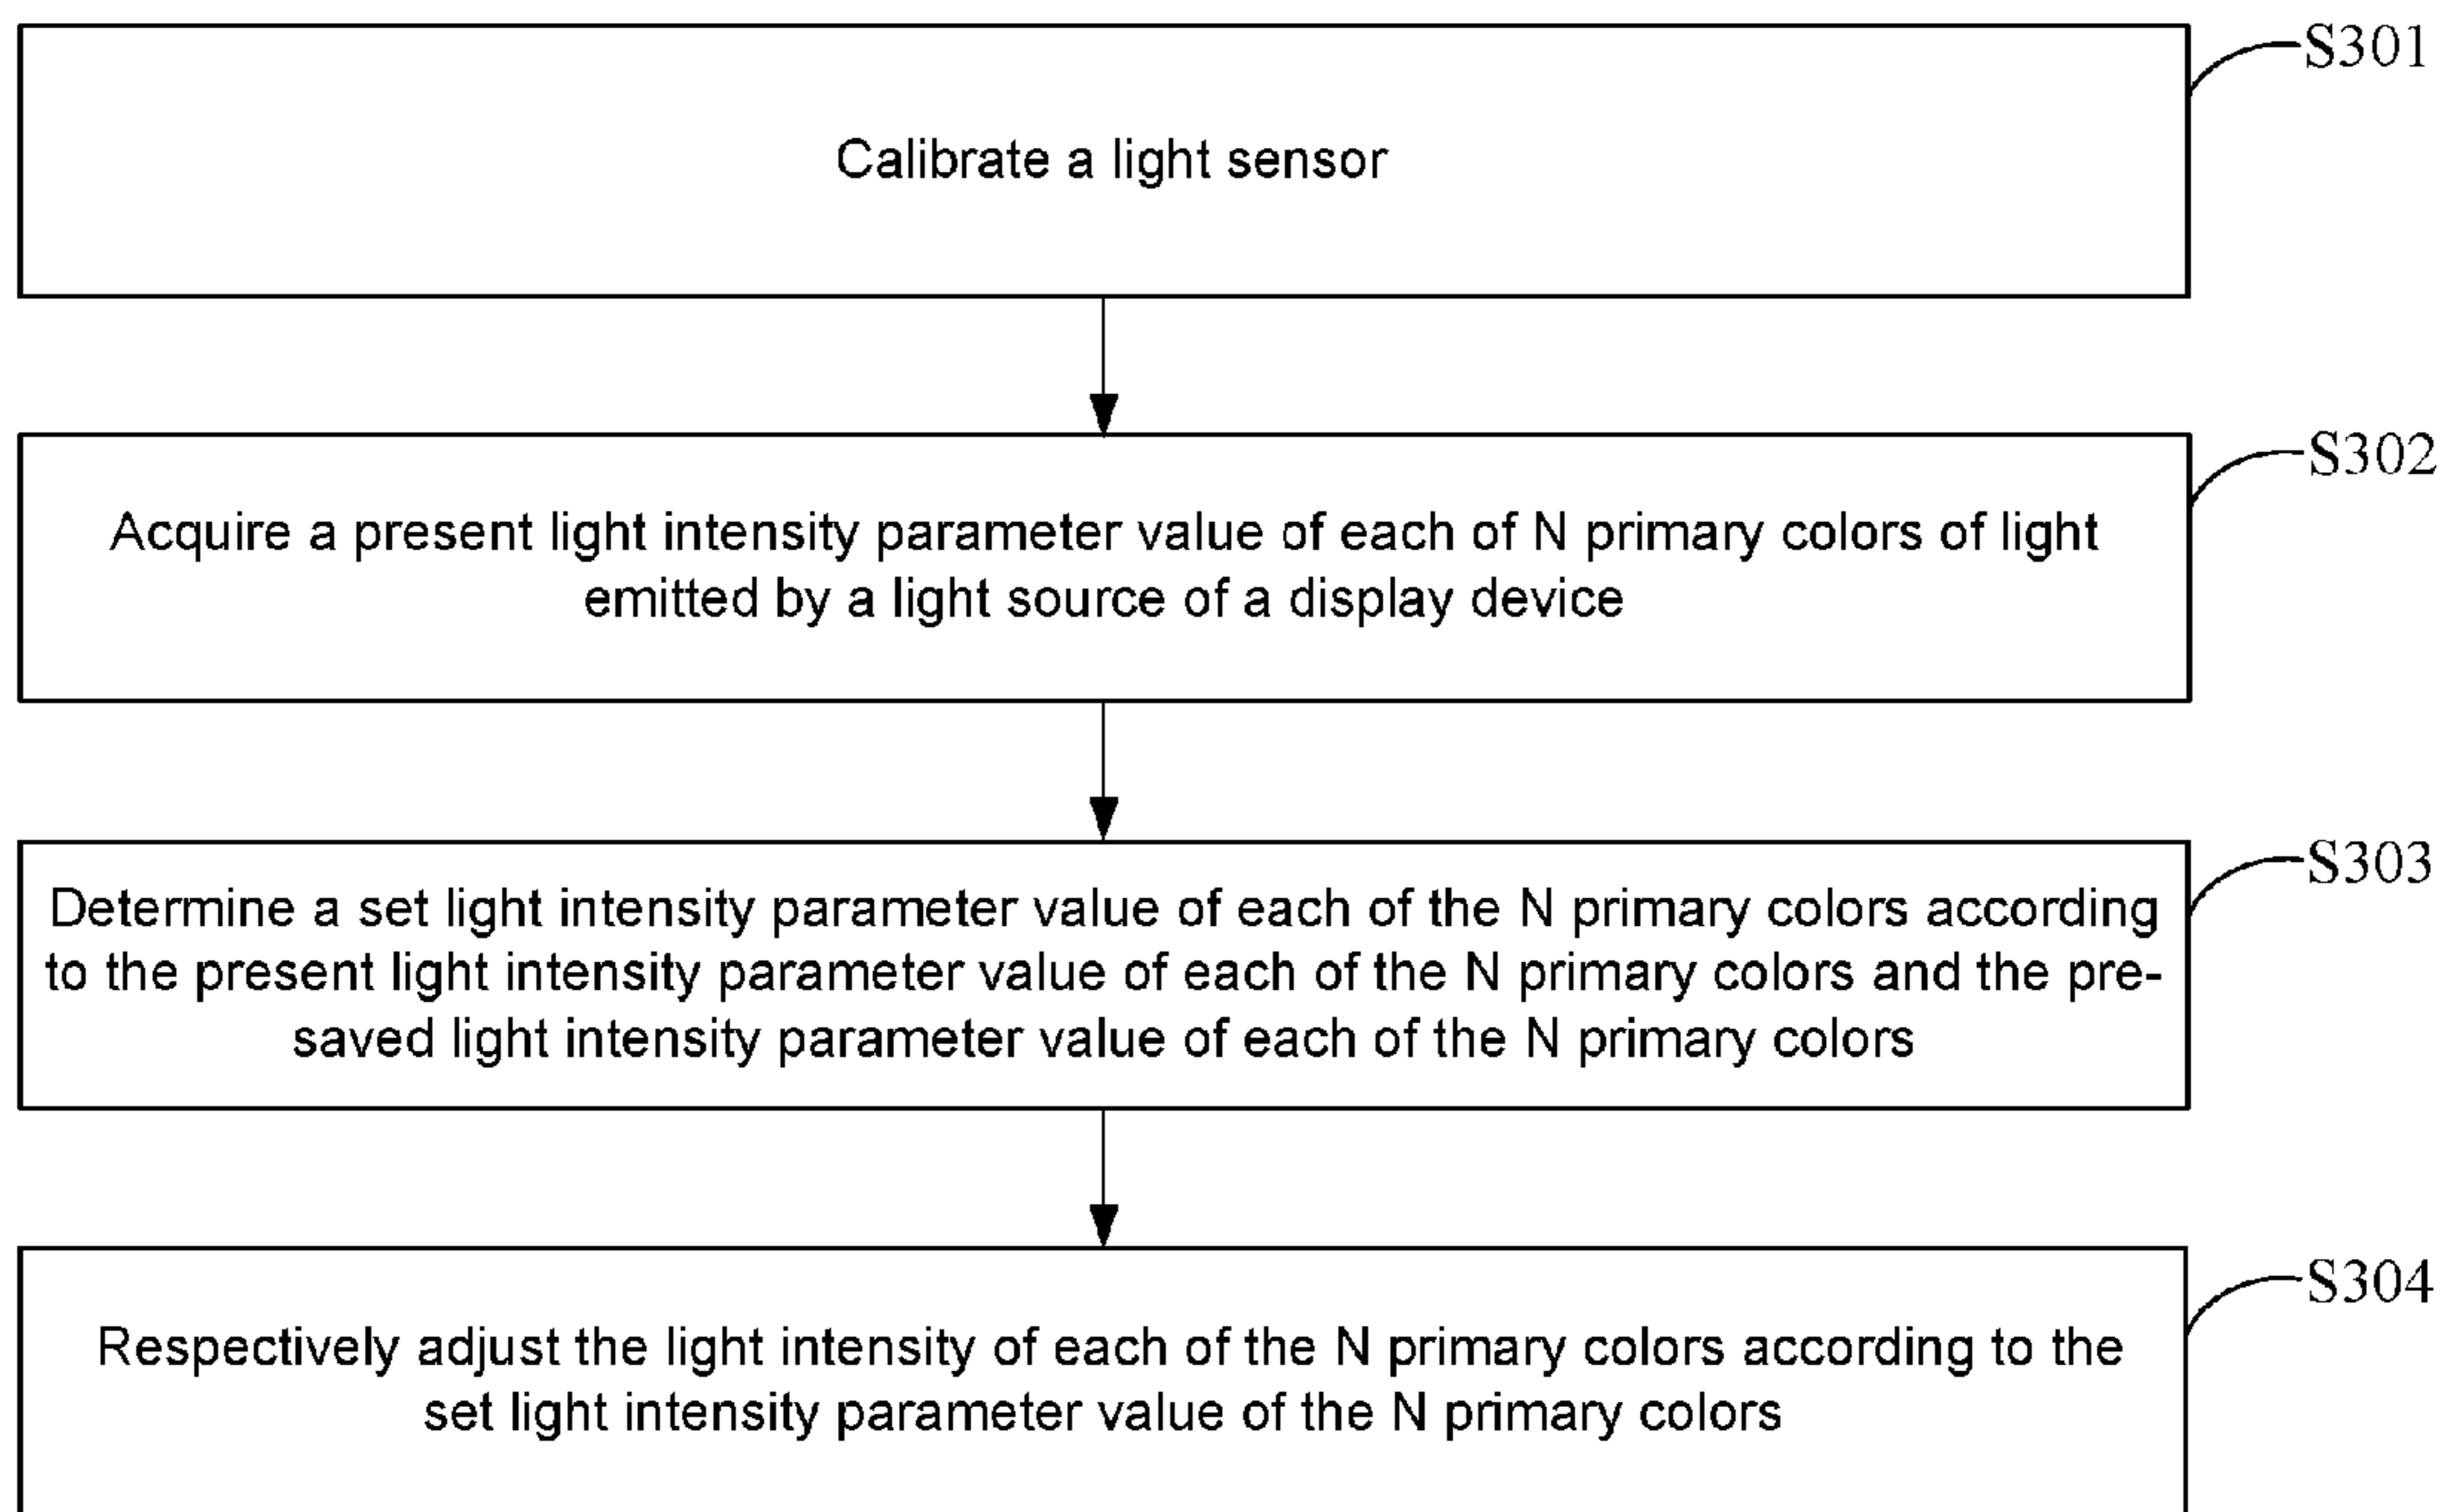 S301
Calibrate a light sensor
S302
Acquire a present light intensity parameter value of each of N primary colors of light
emitted by a light source of a display device
S303
Determine a set light intensity parameter value of each of the N primary colors according
to the present light intensity parameter value of each of the N primary colors and the pre-
saved light intensity parameter value of each of the N primary colors
S304
Respectively adjust the light intensity of each of the N primary colors according to the
set light intensity parameter value of the N primary colors